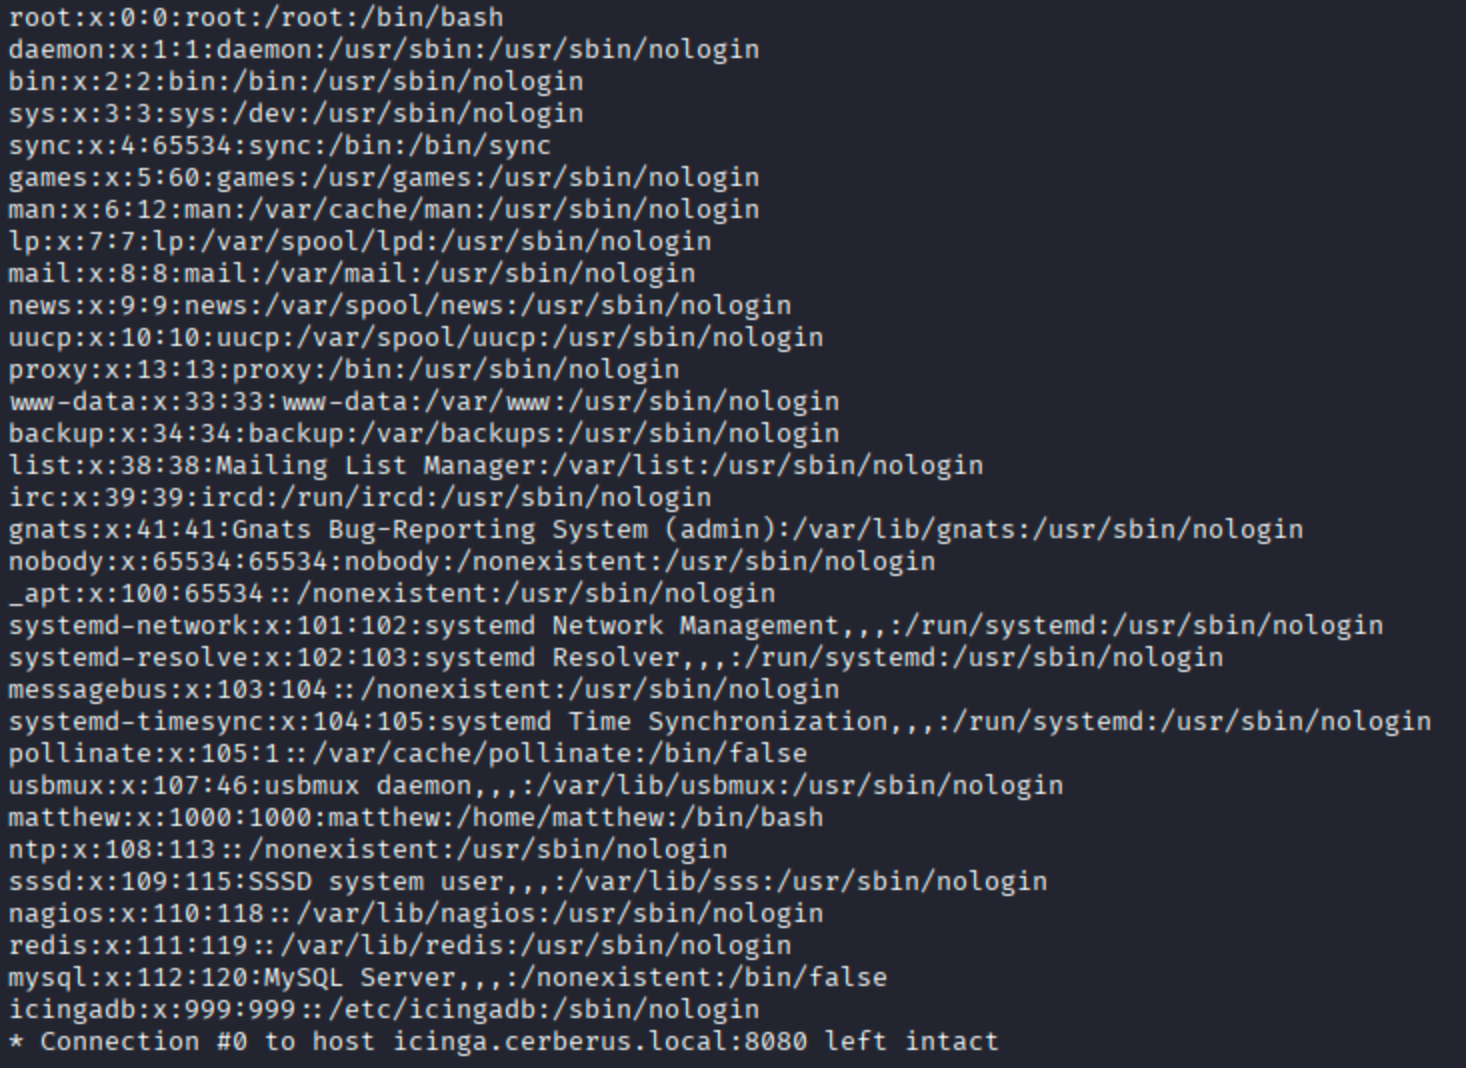 root:x:0:0:root:/root:/bin/bash
daemon:x:1:1:daemon:/usr/sbin:/usr/sbin/nologin
bin:x:2:2:bin:/bin:/usr/sbin/nologin
sys:x:3:3:sys:/dev:/usr/sbin/nologin
sync:x:4:65534:sync:/bin:/bin/sync
games:x:5:60:games:/usr/games:/usr/sbin/nologin
man:x:6:12:man:/var/cache/man:/usr/sbin/nologin
lp:x:7:7:lp:/var/spool/lpd:/usr/sbin/nologin
mail:x:8:8:mail:/var/mail:/usr/sbin/nologin
news:x:9:9:news:/var/spool/news:/usr/sbin/nologin
uucp:x:10:10:uucp:/var/spool/uucp:/usr/sbin/nologin
proxy:x:13:13:proxy:/bin:/usr/sbin/nologin
www-data:x:33:33:www-data:/var/www:/usr/sbin/nologin
backup:x:34:34:backup:/var/backups:/usr/sbin/nologin
list:x:38:38:Mailing List Manager:/var/list:/usr/sbin/nologin
irc:x:39:39:ircd:/run/ircd:/usr/sbin/nologin
gnats:x:41:41:Gnats Bug-Reporting System (admin):/var/lib/gnats:/usr/sbin/nologin
nobody:x:65534:65534:nobody:/nonexistent:/usr/sbin/nologin
_apt:x:100:65534::/nonexistent:/usr/sbin/nologin
systemd-network:x:101:102:systemd Network Management,,,:/run/systemd:/usr/sbin/nologin
systemd-resolve:x:102:103:systemd Resolver,,,:/run/systemd:/usr/sbin/nologin
messagebus:x:103:104::/nonexistent:/usr/sbin/nologin
systemd-timesync:x:104:105:systemd Time Synchronization,,,:/run/systemd:/usr/sbin/nologin
pollinate:x:105:1::/var/cache/pollinate:/bin/false
usbmux:x:107:46:usbmux daemon,,,:/var/lib/usbmux:/usr/sbin/nologin
matthew:x:1000:1000:matthew:/home/matthew:/bin/bash
ntp:x:108:113::/nonexistent:/usr/sbin/nologin
sssd:x:109:115:SSSD system user,,,:/var/lib/sss:/usr/sbin/nologin
nagios:x:110:118::/var/lib/nagios:/usr/sbin/nologin
redis:x:111:119::/var/lib/redis:/usr/sbin/nologin
mysql:x:112:120:MySQL Server,,,:/nonexistent:/bin/false
icingadb:x:999:999::/etc/icingadb:/sbin/nologin
* Connection #0 to host icinga.cerberus.local:8080 left intact